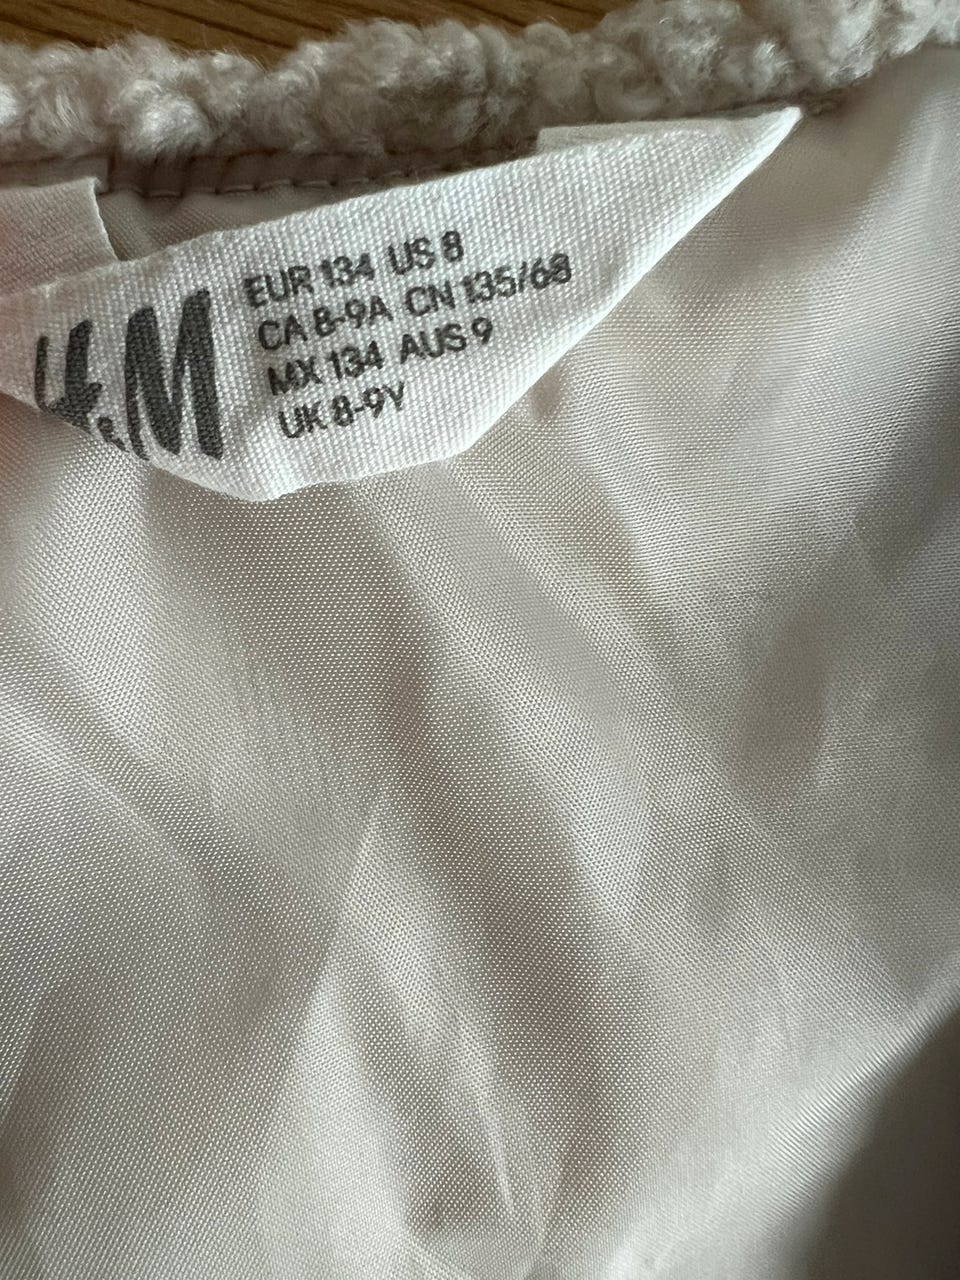 H&M
EUR 134 US 8
CA 8-9A CN 135/68
MX 134 AUS 9
UK 8-9Y